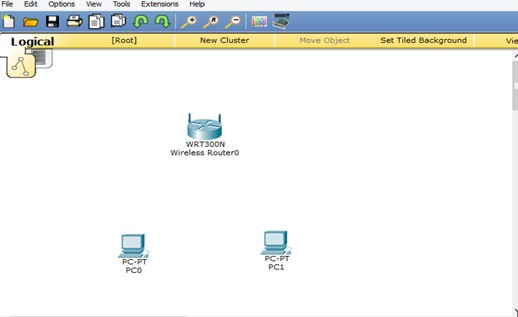 File Edit Options View Tools Extensions Help
Logical [Root] New Cluster Move Object Set Tiled Background
WRT300N
Wireless Router0
PC-PT
PC0
PC-PT
PC1